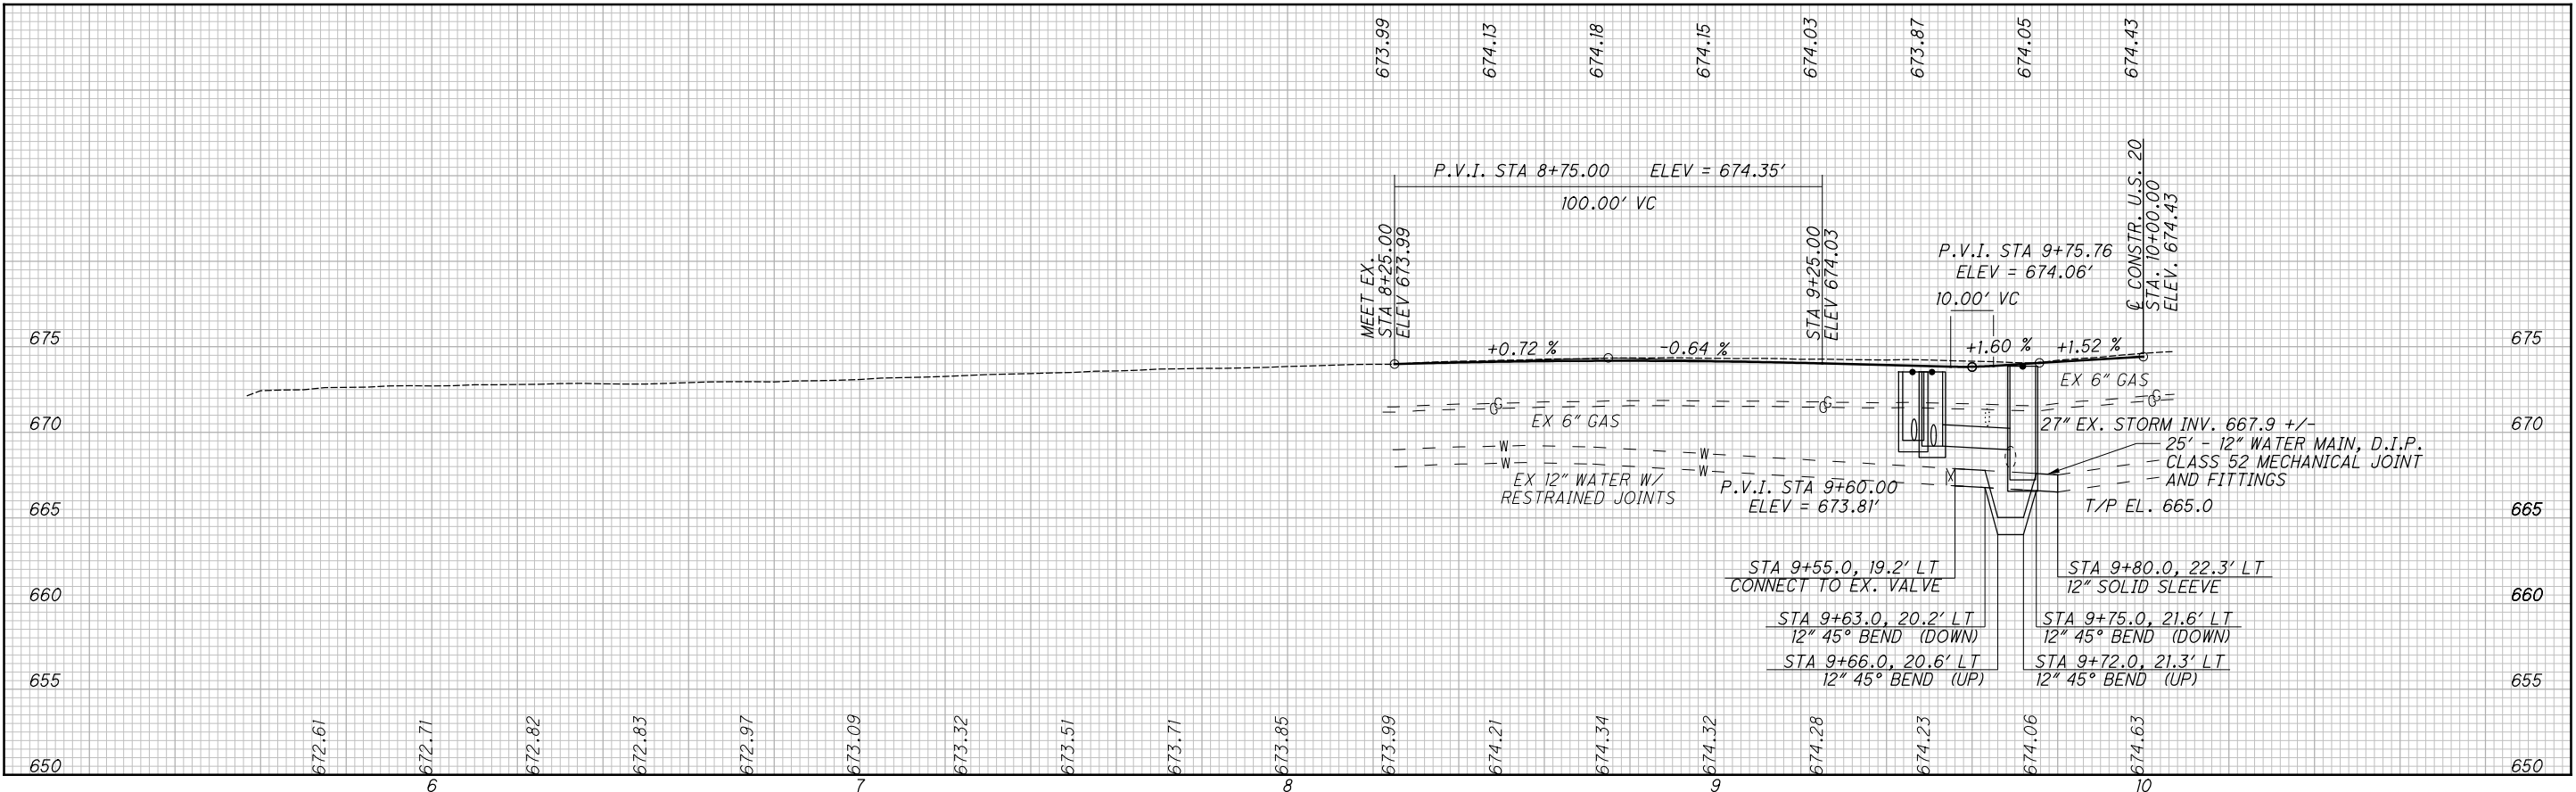 673.99
674.13
674.18
674.15
674.03
673.87
674.05
674.43
P.V.I. STA 8+75.00 ELEV = 674.35'
100.00' VC
MEET EX.
STA 8+25.00
ELEV 673.99
STA 9+25.00
ELEV 674.03
P.V.I. STA 9+75.76
ELEV = 674.06'
10.00' VC
℄ CONSTR. U.S. 20
STA. 10+00.00
ELEV. 674.43
675
675
+0.72 %
-0.64 %
+1.60 %
+1.52 %
EX 6" GAS
G
G
G
G
G
G
670
670
EX 6" GAS
27" EX. STORM INV. 667.9 +/-
25' - 12" WATER MAIN, D.I.P.
CLASS 52 MECHANICAL JOINT
AND FITTINGS
W
W
W
W
EX 12" WATER W/
RESTRAINED JOINTS
P.V.I. STA 9+60.00
ELEV = 673.81'
T/P EL. 665.0
665
665
STA 9+55.0, 19.2' LT
CONNECT TO EX. VALVE
STA 9+80.0, 22.3' LT
12" SOLID SLEEVE
660
660
STA 9+63.0, 20.2' LT
12" 45° BEND (DOWN)
STA 9+75.0, 21.6' LT
12" 45° BEND (DOWN)
STA 9+66.0, 20.6' LT
12" 45° BEND (UP)
STA 9+72.0, 21.3' LT
12" 45° BEND (UP)
655
655
672.61
672.71
672.82
672.83
672.97
673.09
673.32
673.51
673.71
673.85
673.99
674.21
674.34
674.32
674.28
674.23
674.06
674.63
650
650
6
7
8
9
10